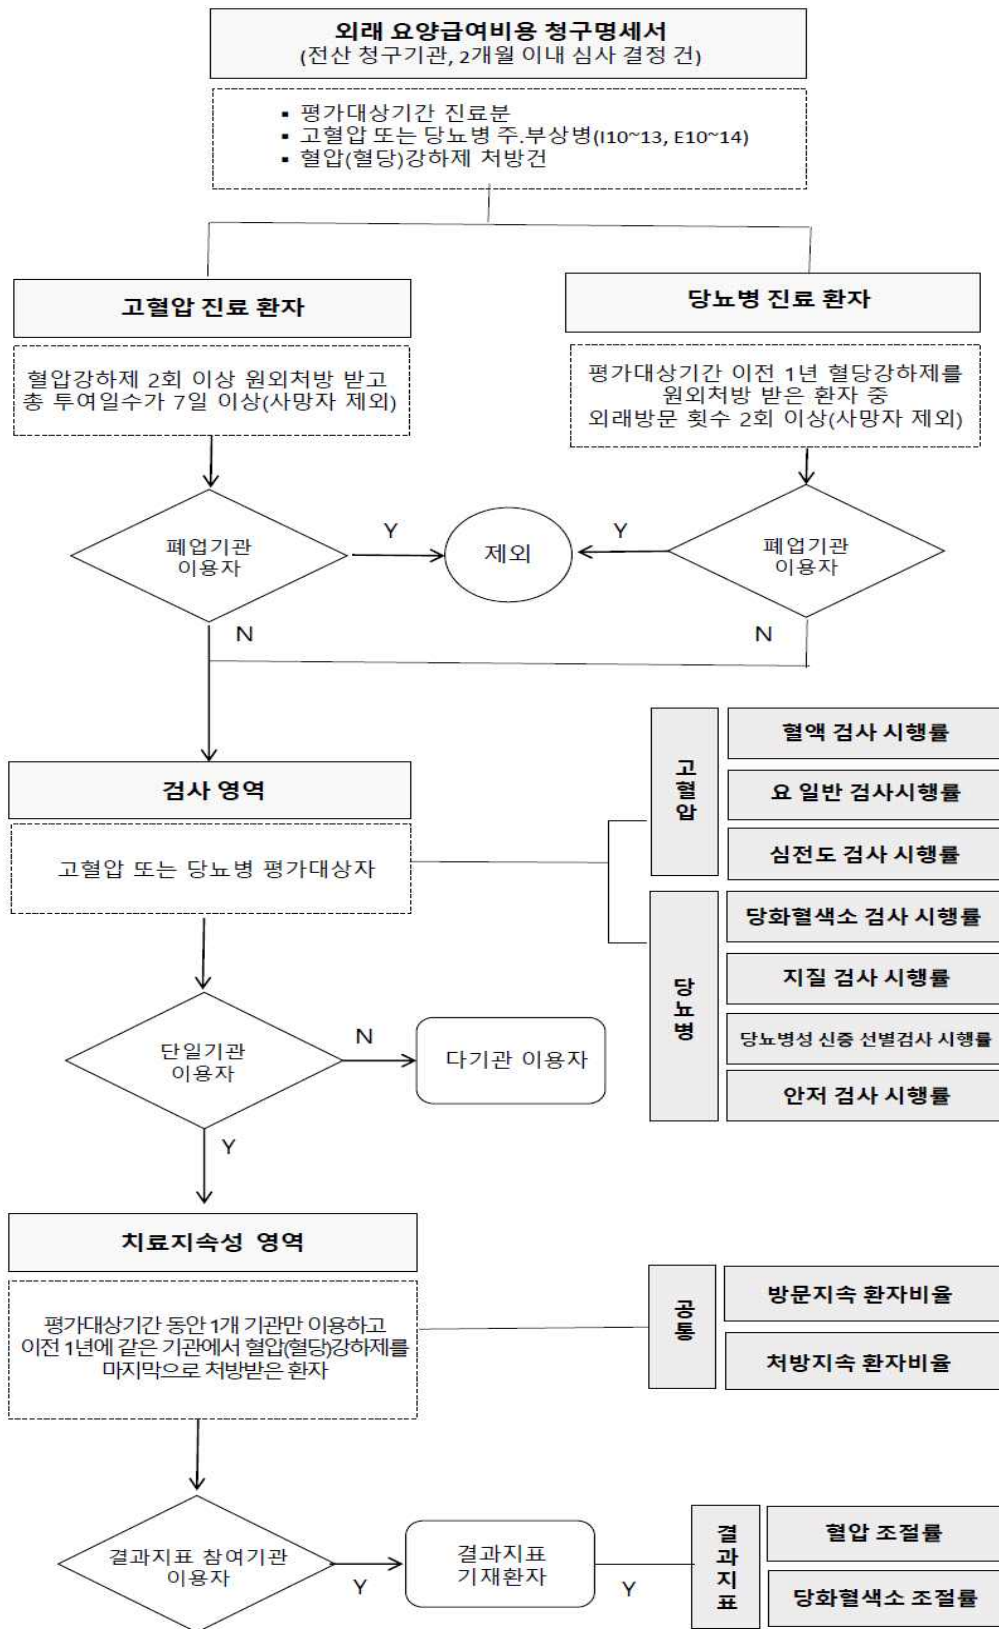 외래 요양급여비용 청구명세서
(전산 청구기관, 2개월 이내 심사 결정 건)
▪ 평가대상기간 진료분
▪ 고혈압 또는 당뇨병 주.부상병(I10~13, E10~14)
▪ 혈압(혈당)강하제 처방건
고혈압 진료 환자
혈압강하제 2회 이상 원외처방 받고
총 투여일수가 7일 이상(사망자 제외)
당뇨병 진료 환자
평가대상기간 이전 1년 혈당강하제를
원외처방 받은 환자 중
외래방문 횟수 2회 이상(사망자 제외)
폐업기관
이용자
Y
제외
Y
폐업기관
이용자
N
N
검사 영역
고혈압 또는 당뇨병 평가대상자
고혈압
혈액 검사 시행률
요 일반 검사시행률
심전도 검사 시행률
당뇨병
당화혈색소 검사 시행률
지질 검사 시행률
당뇨병성 신증 선별검사 시행률
안저 검사 시행률
단일기관
이용자
N
다기관 이용자
Y
치료지속성 영역
평가대상기간 동안 1개 기관만 이용하고
이전 1년에 같은 기관에서 혈압(혈당)강하제를
마지막으로 처방받은 환자
공통
방문지속 환자비율
처방지속 환자비율
결과지표 참여기관
이용자
Y
결과지표
기재환자
Y
결과지표
혈압 조절률
당화혈색소 조절률